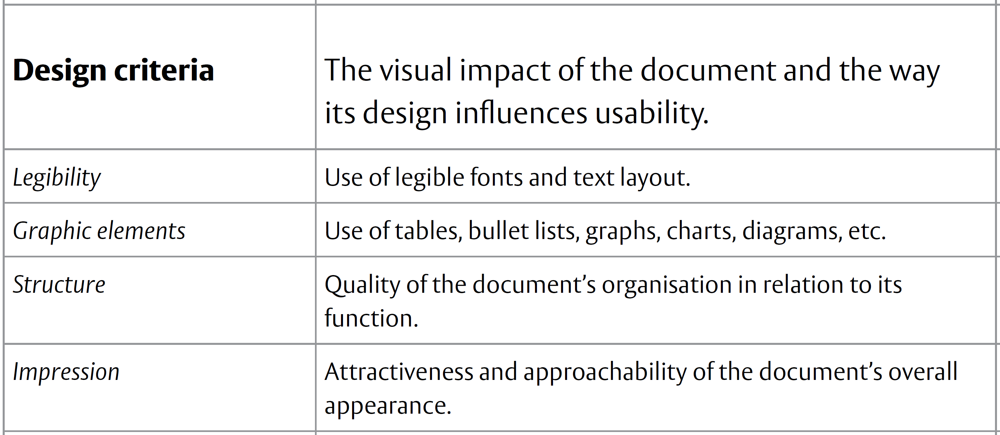 Design criteria
The visual impact of the document and the way
its design influences usability.
Legibility
Use of legible fonts and text layout.
Graphic elements
Use of tables, bullet lists, graphs, charts, diagrams, etc.
Structure
Quality of the document’s organisation in relation to its
function.
Impression
Attractiveness and approachability of the document’s overall
appearance.